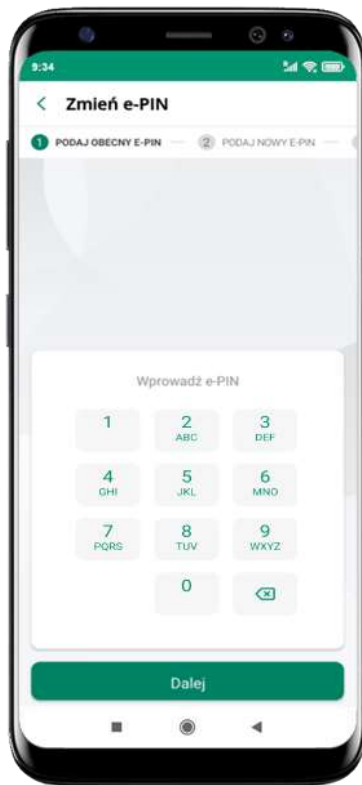 9:34
Zmień e-PIN
1 PODAJ OBECNY E-PIN 2 PODAJ NOWY E-PIN
Wprowadź e-PIN
1 2 3
ABC DEF
4 5 6
GHI JKL MNO
7 8 9
PQRS TUV WXYZ
0
Dalej